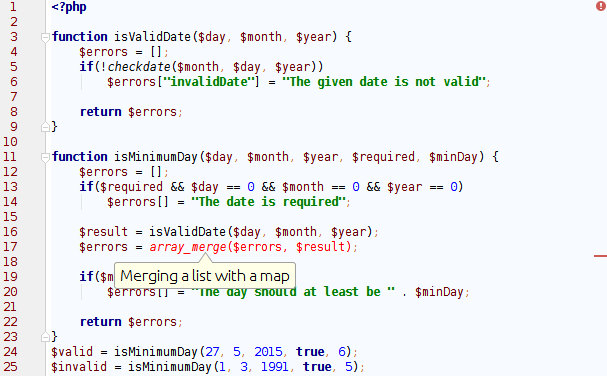 1 <?php
2
3 function isValidDate($day, $month, $year) {
4 $errors = [];
5 if(!checkdate($month, $day, $year))
6 $errors["invalidDate"] = "The given date is not valid";
7
8 return $errors;
9 }
10
11 function isMinimumDay($day, $month, $year, $required, $minDay) {
12 $errors = [];
13 if($required && $day == 0 && $month == 0 && $year == 0)
14 $errors[] = "The date is required";
15
16 $result = isValidDate($day, $month, $year);
17 $errors = array_merge($errors, $result);
18
Merging a list with a map
19 if($m
20 $errors[] = "The day should at least be " . $minDay;
21
22 return $errors;
23 }
24 $valid = isMinimumDay(27, 5, 2015, true, 6);
25 $invalid = isMinimumDay(1, 3, 1991, true, 5);